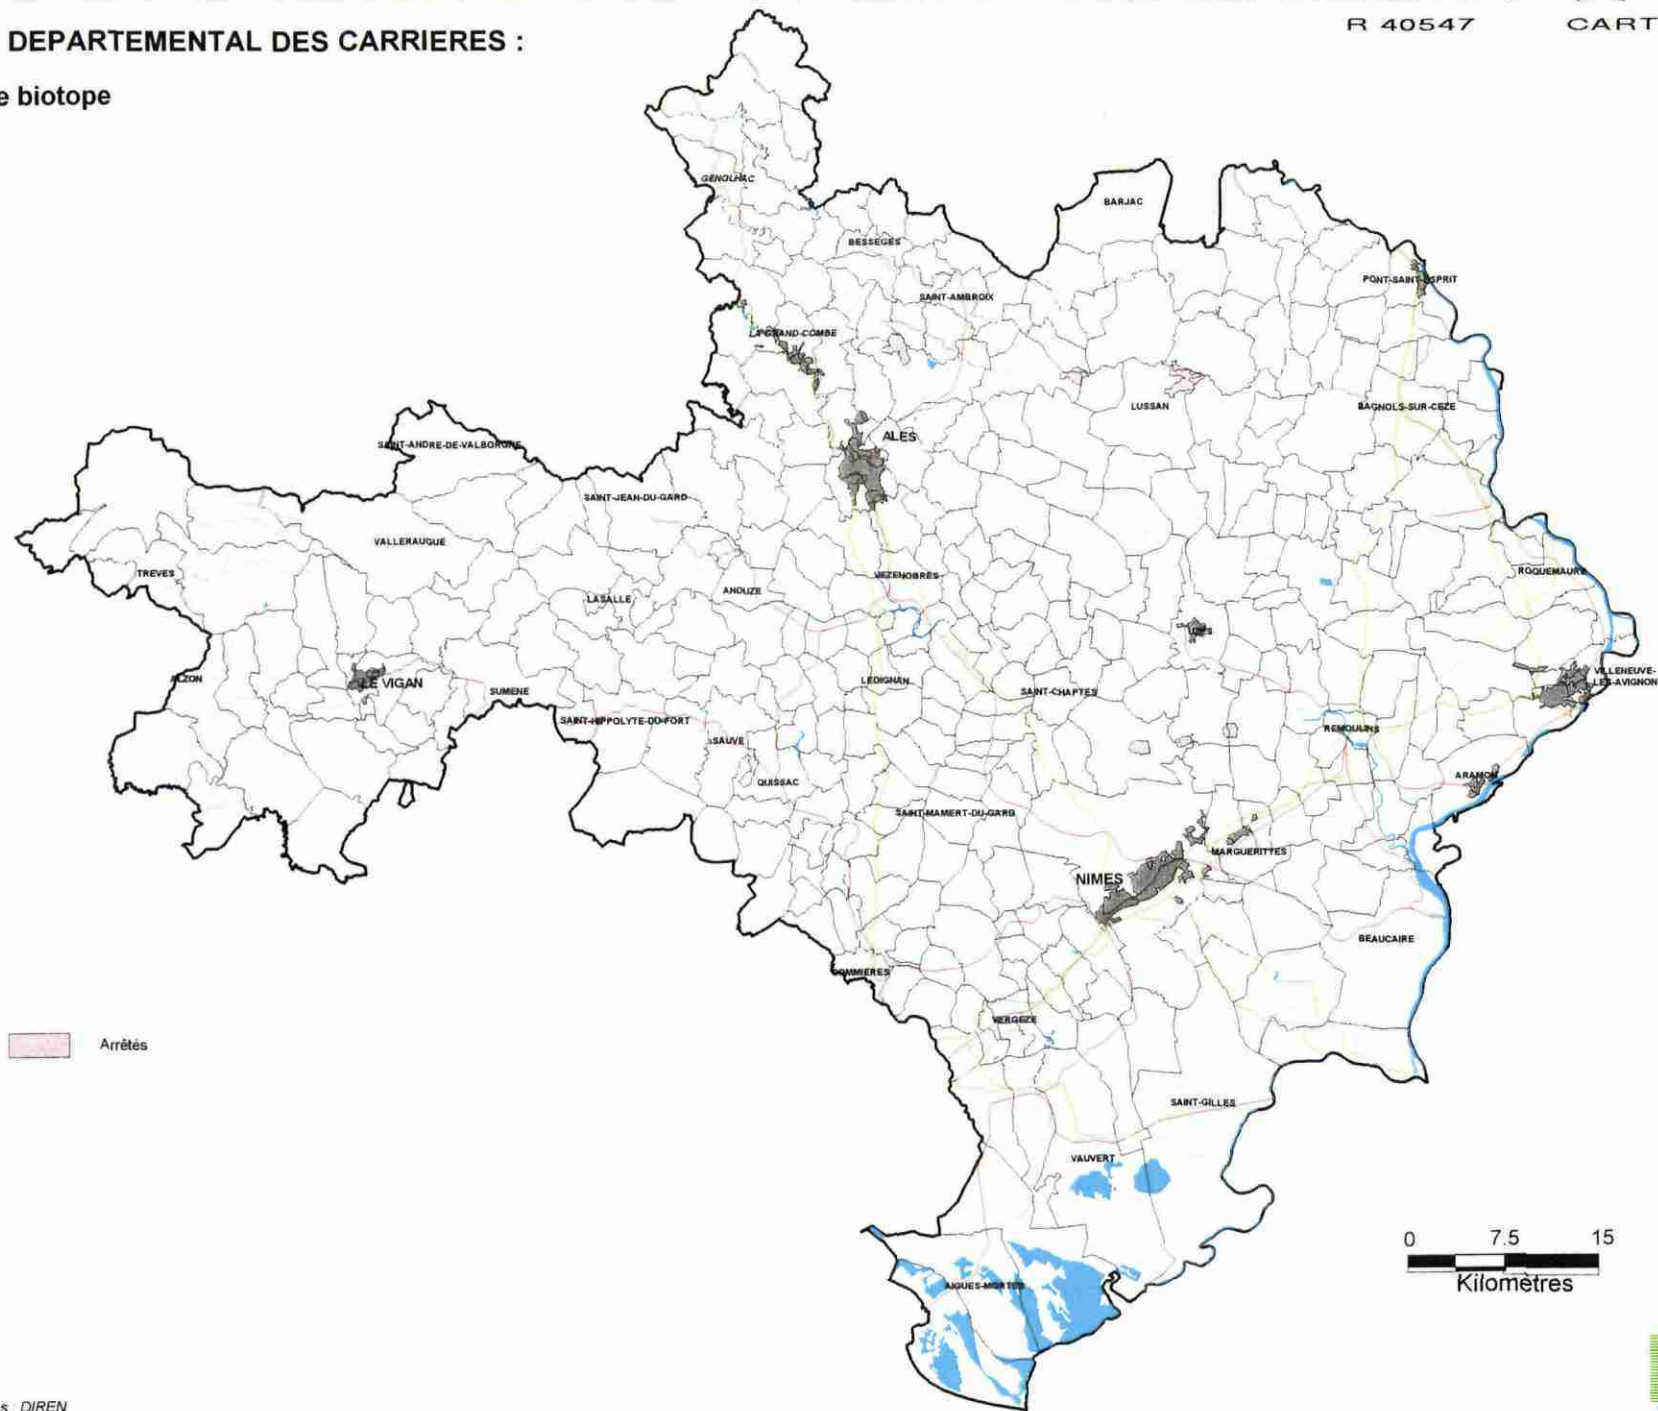 R 40547 CART
DEPARTEMENTAL DES CARRIERES :
e biotope
GENOLHAC
BARJAC
BESSEGES
PONT-SAINT-ESPRIT
SAINT-AMBROIX
LA GRAND-COMBE
LUSSAN
BAGNOLS-SUR-CEZE
ALES
SAINT-ANDRE-DE-VALBORGNE
SAINT-JEAN-DU-GARD
VALLERAUGUE
TREVES
VEZENOBRES
ROQUEMAURE
ANDUZE
LASALLE
UZES
ALZON
LE VIGAN
SUMENE
LEDIGNAN
SAINT-CHAPTES
VILLENEUVE-
LES-AVIGNON
SAINT-HIPPOLYTE-DU-FORT
SAUVE
REMOULINS
QUISSAC
ARAMON
SAINT-MAMERT-DU-GARD
MARGUERITTES
NIMES
BEAUCAIRE
SOMMIERES
VERGEZE
Arrêtés
SAINT-GILLES
VAUVERT
0 7.5 15
Kilomètres
AIGUES-MORTES
s : DIREN